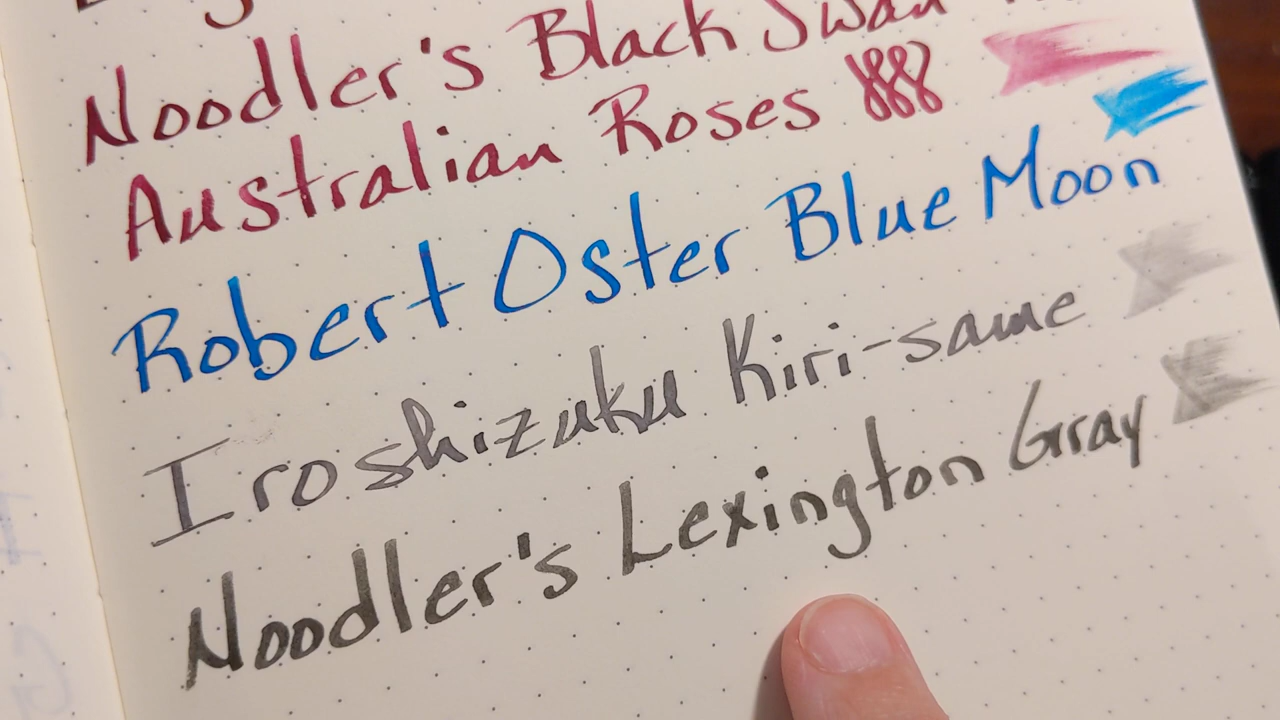 Noodler's Black Swan
Australian Roses
Robert Oster Blue Moon
Iroshizuku Kiri-same
Noodler's Lexington Gray